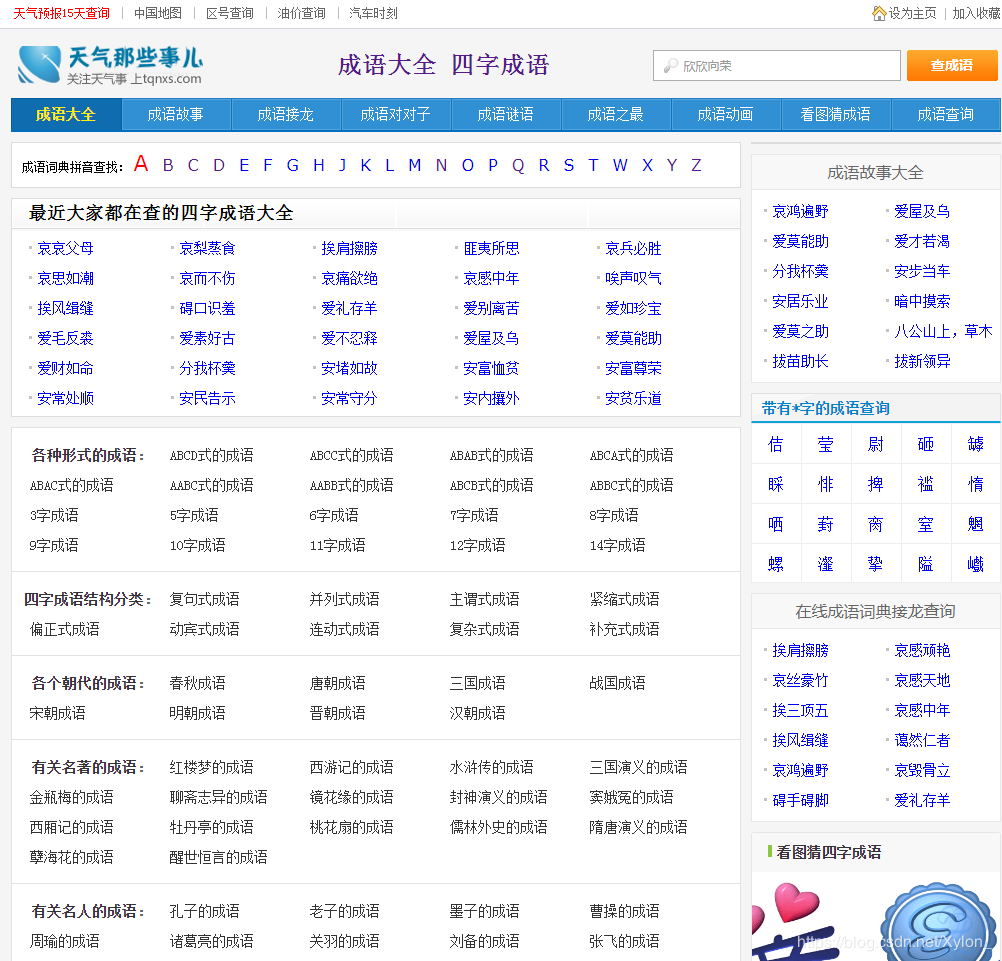 天气预报15天查询 | 中国地图 | 区号查询 | 油价查询 | 汽车时刻 设为主页 | 加入收藏
天气那些事儿
关注天气事 上tqnxs.com
成语大全 四字成语
欣欣向荣 查成语
成语大全 成语故事 成语接龙 成语对对子 成语谜语 成语之最 成语动画 看图猜成语 成语查询
成语词典拼音查找: A B C D E F G H J K L M N O P Q R S T W X Y Z
最近大家都在查的四字成语大全
哀哀父母 哀梨蒸食 挨肩擦膀 匪夷所思 哀兵必胜
哀思如潮 哀而不伤 哀痛欲绝 哀感中年 唉声叹气
挨风缉缝 碍口识羞 爱礼存羊 爱别离苦 爱如珍宝
爱毛反裘 爱素好古 爱不忍释 爱屋及乌 爱莫能助
爱财如命 分我杯羹 安堵如故 安富恤贫 安富尊荣
安常处顺 安民告示 安常守分 安内攘外 安贫乐道
各种形式的成语: ABCD式的成语 ABCC式的成语 ABAB式的成语 ABCA式的成语
ABAC式的成语 AABC式的成语 AABB式的成语 ABCB式的成语 ABBC式的成语
3字成语 5字成语 6字成语 7字成语 8字成语
9字成语 10字成语 11字成语 12字成语 14字成语
四字成语结构分类: 复句式成语 并列式成语 主谓式成语 紧缩式成语
偏正式成语 动宾式成语 连动式成语 复杂式成语 补充式成语
各个朝代的成语: 春秋成语 唐朝成语 三国成语 战国成语
宋朝成语 明朝成语 晋朝成语 汉朝成语
有关名著的成语: 红楼梦的成语 西游记的成语 水浒传的成语 三国演义的成语
金瓶梅的成语 聊斋志异的成语 镜花缘的成语 封神演义的成语 窦娥冤的成语
西厢记的成语 牡丹亭的成语 桃花扇的成语 儒林外史的成语 隋唐演义的成语
孽海花的成语 醒世恒言的成语
有关名人的成语: 孔子的成语 老子的成语 墨子的成语 曹操的成语
周瑜的成语 诸葛亮的成语 关羽的成语 刘备的成语 张飞的成语
成语故事大全
哀鸿遍野 爱屋及乌
爱莫能助 爱才若渴
分我杯羹 安步当车
安居乐业 暗中摸索
爱莫之助 八公山上，草木
拔苗助长 拔新领异
带有*字的成语查询
佶 莹 尉 砸 罅
睬 悱 捭 褴 惰
哂 葑 脔 窒 魍
螺 滏 挚 隘 巇
在线成语词典接龙查询
挨肩擦膀 哀感顽艳
哀丝豪竹 哀感天地
挨三顶五 哀感中年
挨风缉缝 蔼然仁者
哀鸿遍野 哀毁骨立
碍手碍脚 爱礼存羊
看图猜四字成语
https://blog.csdn.net/Xylon_